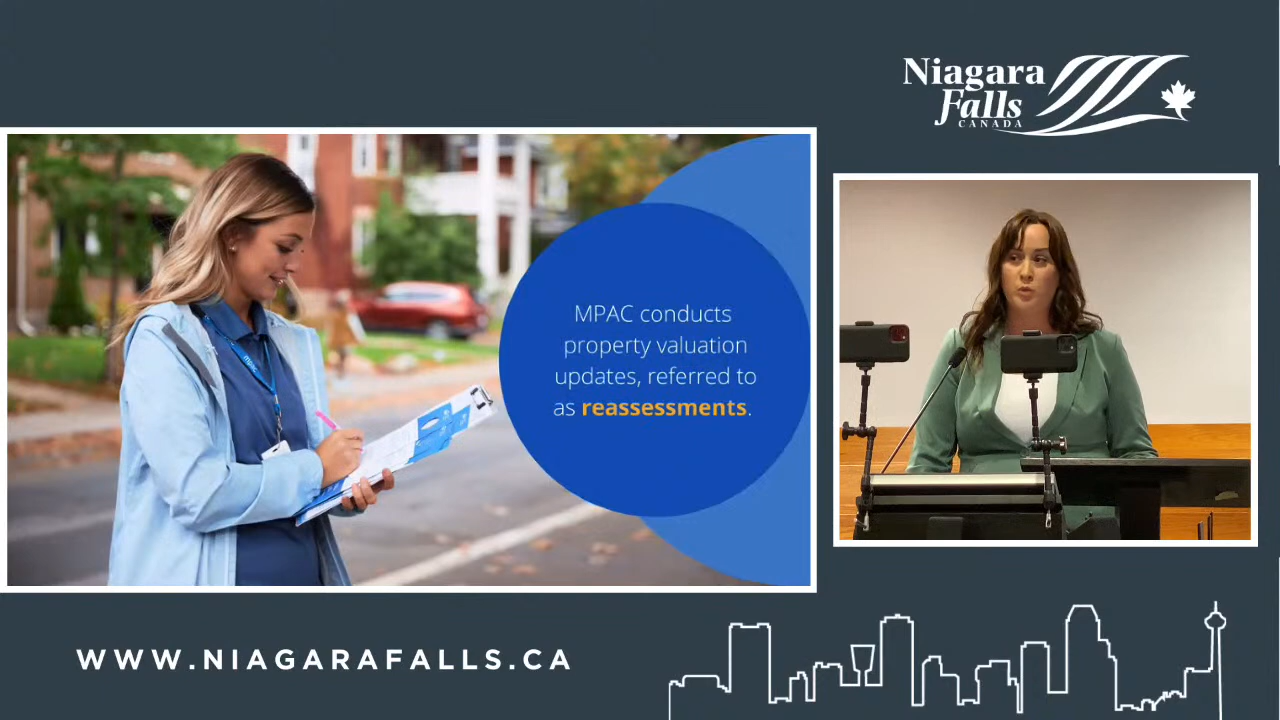 Niagara
Falls
CANADA
MPAC conducts
property valuation
updates, referred to
as reassessments.
WWW.NIAGARAFALLS.CA